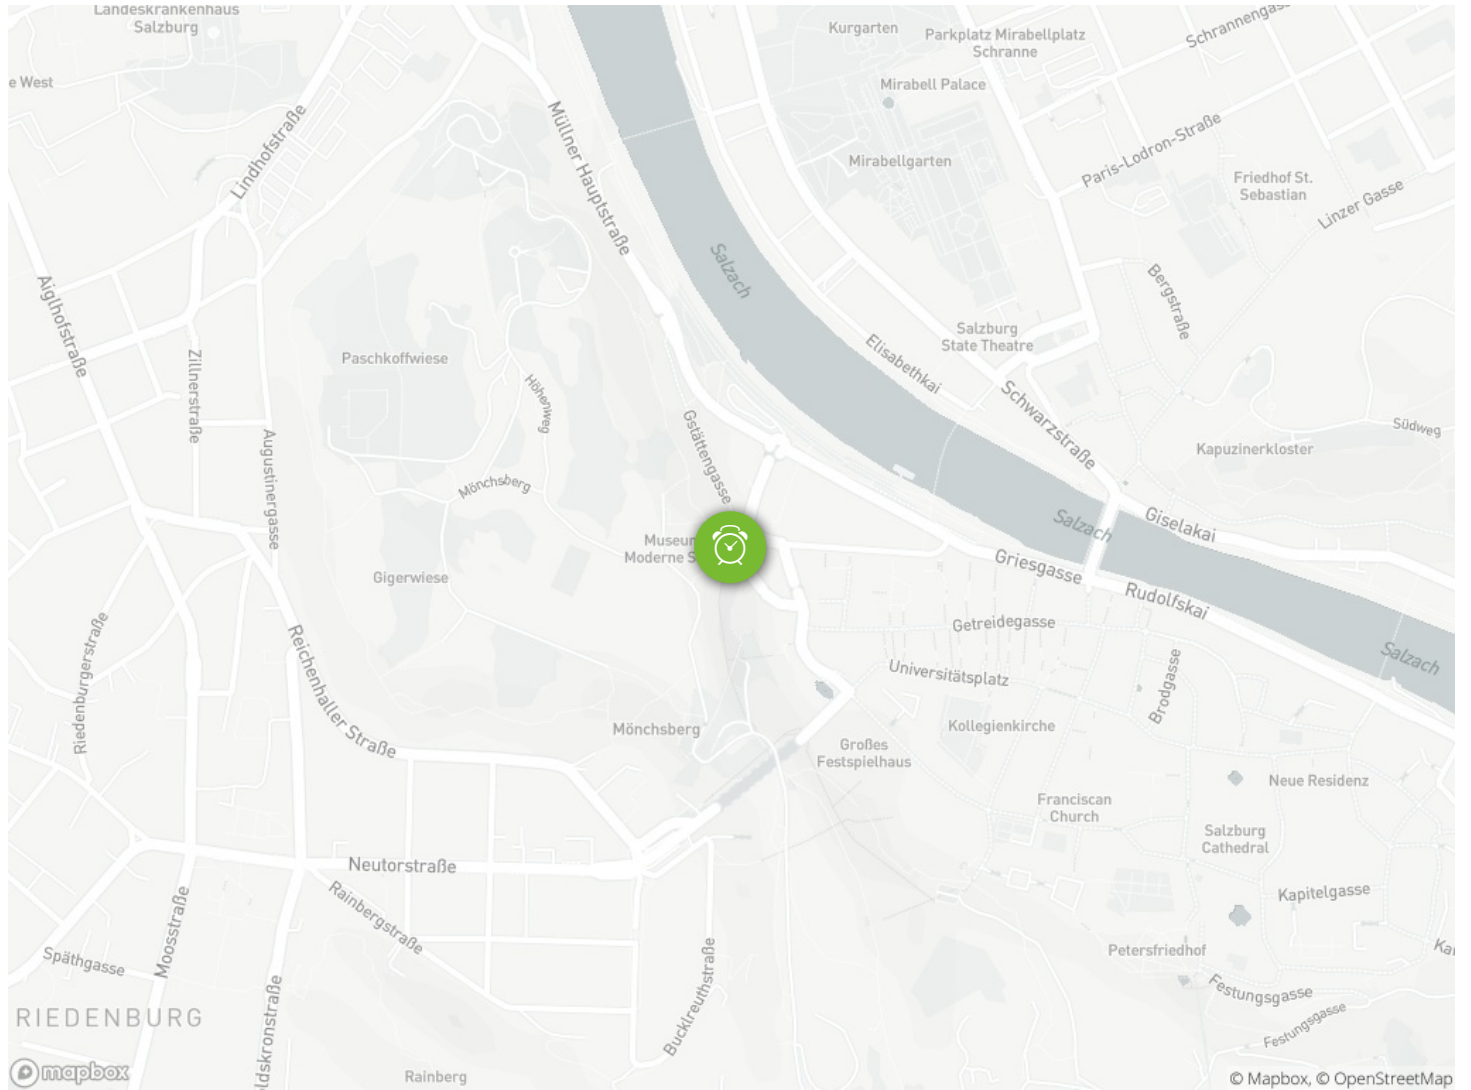 Landeskrankenhaus
Salzburg
Kurgarten
Parkplatz Mirabellplatz
Schranne
Schrannengass
e West
Mirabell Palace
Lindhofstraße
Müllner Hauptstraße
Mirabellgarten
Paris-Lodron-Straße
Friedhof St.
Sebastian
Linzer Gasse
Salzach
Aiglhofstraße
Zillnerstraße
Paschkoffwiese
Höhenweg
Elisabethkai
Salzburg
State Theatre
Bergstraße
Augustinergasse
Gstättengasse
Schwarzstraße
Südweg
Kapuzinerkloster
Mönchsberg
Museum
Moderne S
Salzach
Giselakai
Gigerwiese
Griesgasse
Rudolfskai
Getreidegasse
Riedenburgerstraße
Reichenhaller Straße
Universitätsplatz
Brodgasse
Salzach
Mönchsberg
Kollegienkirche
Großes
Festspielhaus
Neue Residenz
Franciscan
Church
Salzburg
Cathedral
Neutorstraße
Rainbergstraße
Kapitelgasse
Moosstraße
Späthgasse
Petersfriedhof
Ka
Bucklreuthstraße
Festungsgasse
Festungsgasse
RIEDENBURG
oldskronstraße
Rainberg
mapbox
© Mapbox, © OpenStreetMap